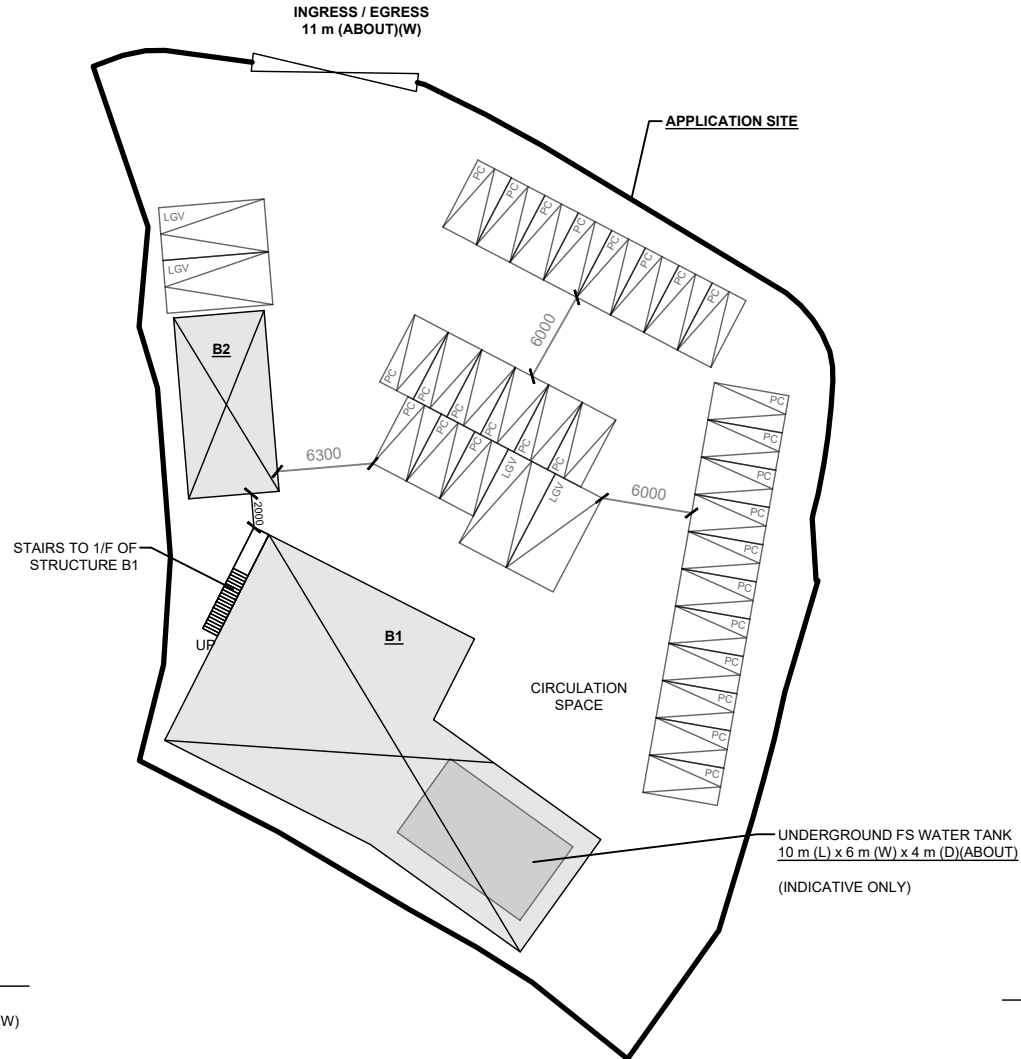 INGRESS / EGRESS
11 m (ABOUT)(W)
APPLICATION SITE
PC
PC
PC
PC
PC
PC
PC
PC
LGV
LGV
B2
6000
PC
PC
PC
PC
PC
PC
PC
PC
PC
LGV
LGV
6300
6000
2000
PC
PC
PC
PC
PC
PC
PC
PC
PC
PC
PC
STAIRS TO 1/F OF
STRUCTURE B1
UP
B1
CIRCULATION
SPACE
UNDERGROUND FS WATER TANK
10 m (L) x 6 m (W) x 4 m (D)(ABOUT)
(INDICATIVE ONLY)
W)